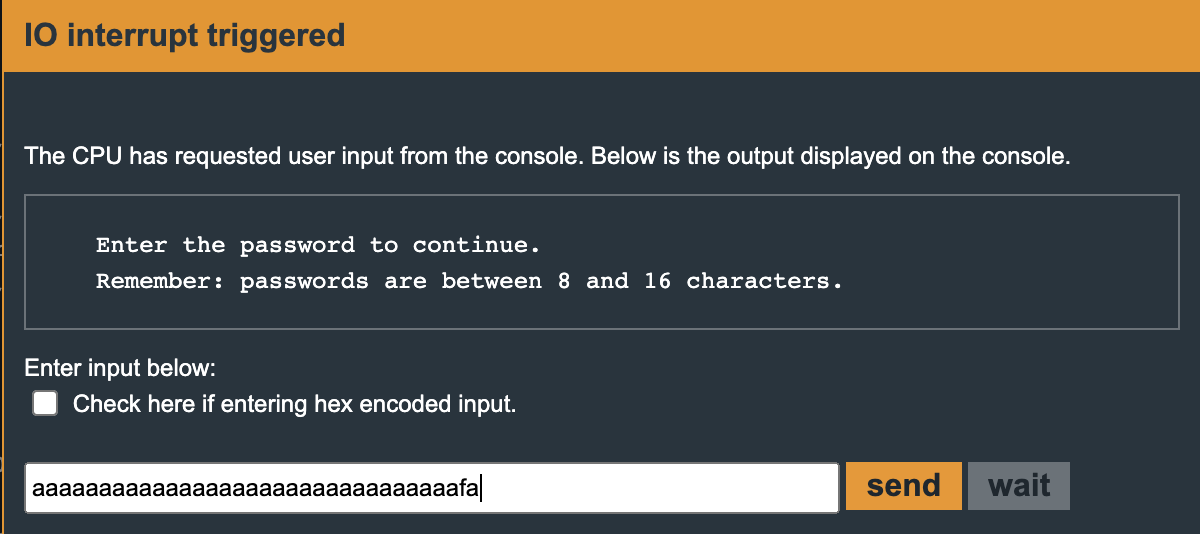 IO interrupt triggered
The CPU has requested user input from the console. Below is the output displayed on the console.
Enter the password to continue.
Remember: passwords are between 8 and 16 characters.
Enter input below:
Check here if entering hex encoded input.
aaaaaaaaaaaaaaaaaaaaaaaaaaaaaaaafa
send
wait